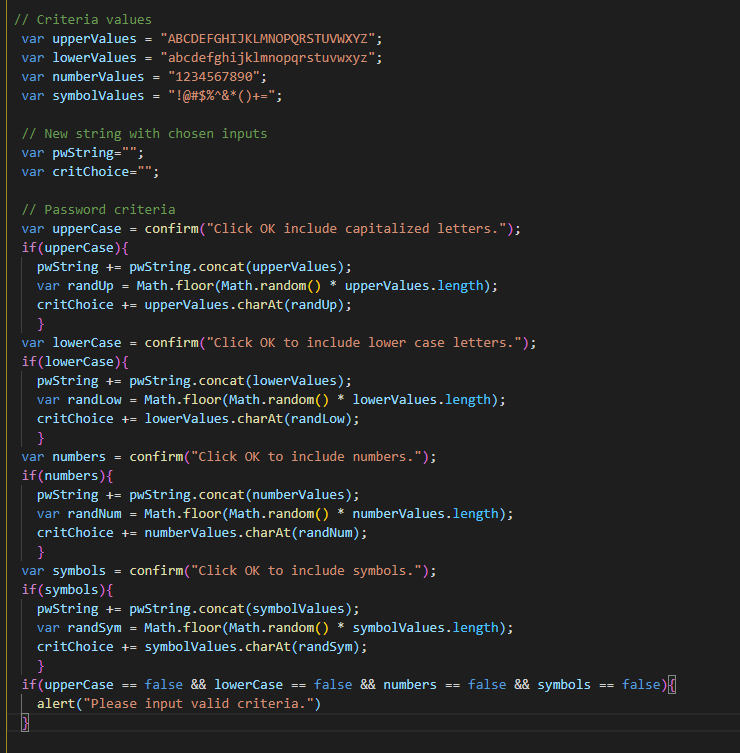 // Criteria values
var upperValues = "ABCDEFGHIJKLMNOPQRSTUVWXYZ";
var lowerValues = "abcdefghijklmnopqrstuvwxyz";
var numberValues = "1234567890";
var symbolValues = "!@#$%^&*()+=";
// New string with chosen inputs
var pwString="";
var critChoice="";
// Password criteria
var upperCase = confirm("Click OK include capitalized letters.");
if(upperCase){
pwString += pwString.concat(upperValues);
var randUp = Math.floor(Math.random() * upperValues.length);
critChoice += upperValues.charAt(randUp);
}
var lowerCase = confirm("Click OK to include lower case letters.");
if(lowerCase){
pwString += pwString.concat(lowerValues);
var randLow = Math.floor(Math.random() * lowerValues.length);
critChoice += lowerValues.charAt(randLow);
}
var numbers = confirm("Click OK to include numbers.");
if(numbers){
pwString += pwString.concat(numberValues);
var randNum = Math.floor(Math.random() * numberValues.length);
critChoice += numberValues.charAt(randNum);
}
var symbols = confirm("Click OK to include symbols.");
if(symbols){
pwString += pwString.concat(symbolValues);
var randSym = Math.floor(Math.random() * symbolValues.length);
critChoice += symbolValues.charAt(randSym);
}
if(upperCase == false && lowerCase == false && numbers == false && symbols == false){
alert("Please input valid criteria.")
}